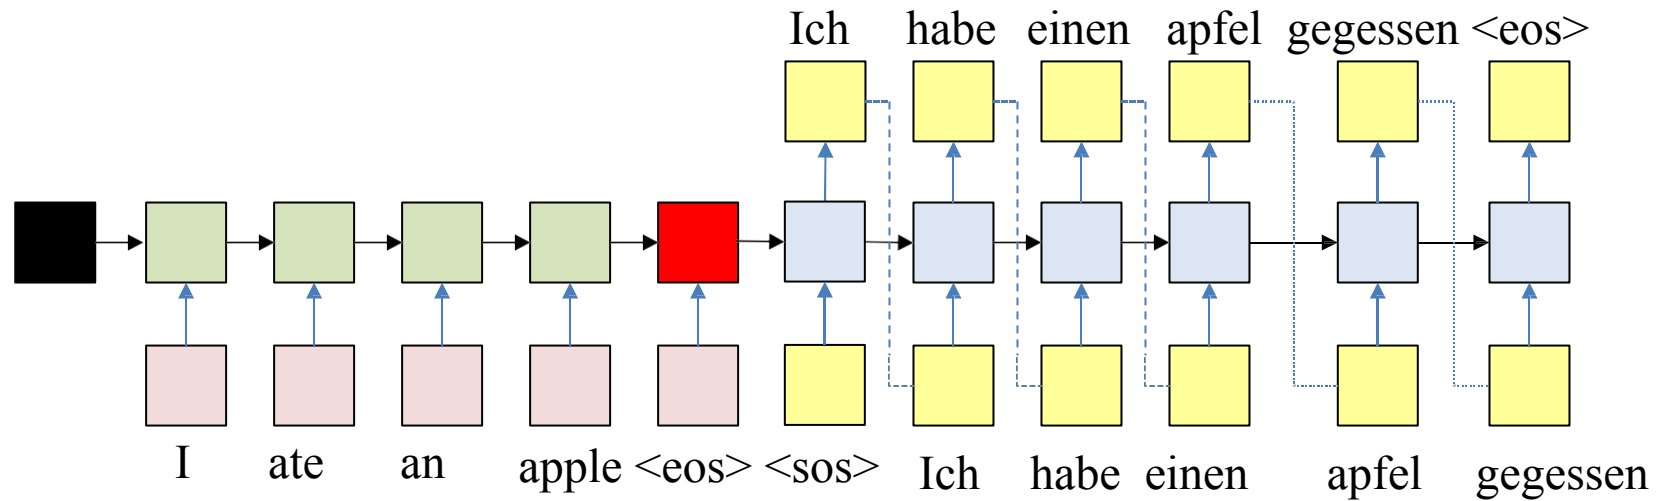 Ich habe einen apfel gegessen <eos>
I ate an apple <eos> <sos> Ich habe einen apfel gegessen